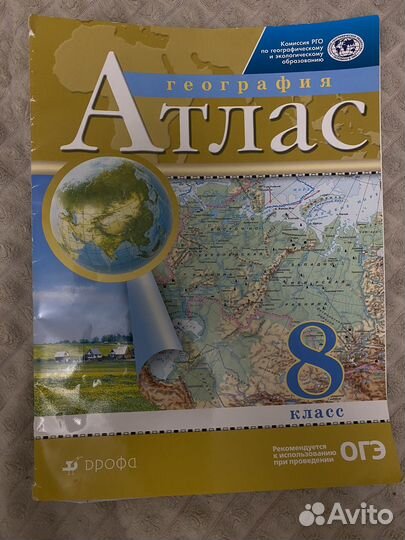 Комиссия РГО
по географическому
и экологическому
образованию
география
Атлас
8
класс
Рекомендуется
к использованию
при проведении
ОГЭ
дрофа
Avito